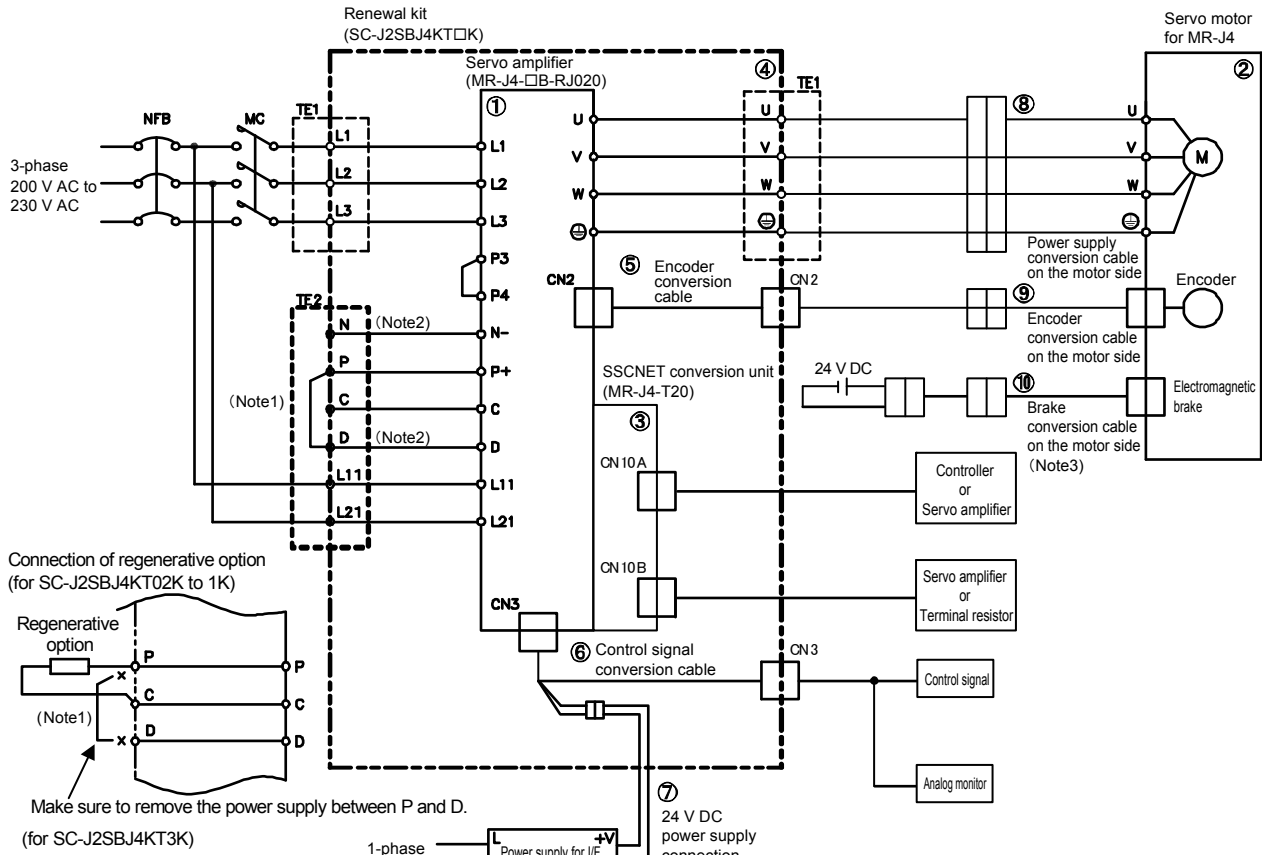 Renewal kit
(SC-J2SBJ4KT□K)
Servo motor
for MR-J4
Servo amplifier
(MR-J4-□B-RJ020)
④
②
①
TE1
NFB
MC
TE1
⑧
U
U
U
L1
L1
V
V
V
M
3-phase
200 V AC to
230 V AC
L2
L2
W
W
W
L3
L3
P3
Power supply
conversion cable
on the motor side
⑤ Encoder
conversion
cable
CN2
CN2
P4
⑨
Encoder
Encoder
conversion cable
on the motor side
TE2
N
(Note2)
N-
P
P+
SSCNET conversion unit
(MR-J4-T20)
24 V DC
⑩
Electromagnetic
brake
(Note1)
C
C
③
Brake
conversion cable
on the motor side
(Note3)
D
(Note2)
D
CN10A
Controller
or
Servo amplifier
L11
L11
L21
L21
Connection of regenerative option
(for SC-J2SBJ4KT02K to 1K)
CN10B
Servo amplifier
or
Terminal resistor
CN3
Regenerative
option
⑥ Control signal
conversion cable
CN3
P
P
Control signal
C
C
(Note1)
D
D
Analog monitor
Make sure to remove the power supply between P and D.
(for SC-J2SBJ4KT3K)
⑦
24 V DC
power supply
connection
1-phase
L
+V
Power supply for I/F